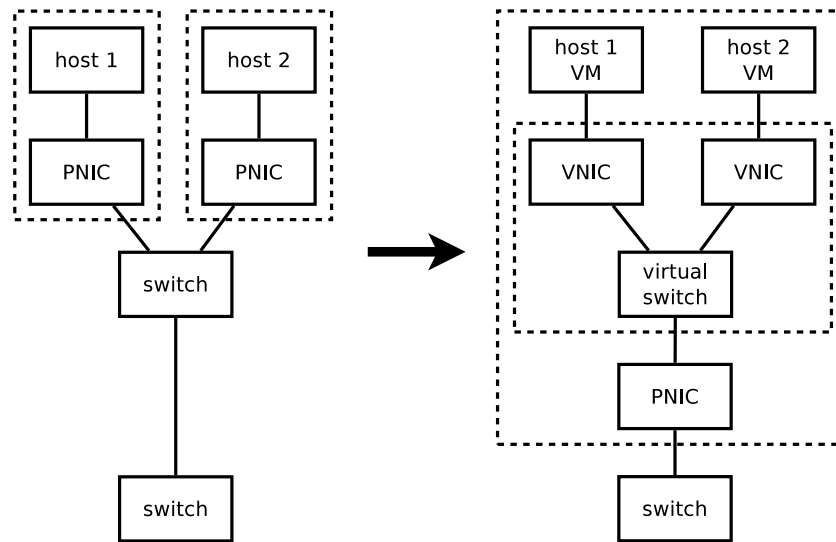 host 1
host 2
PNIC
PNIC
switch
switch
host 1
VM
host 2
VM
VNIC
VNIC
virtual
switch
PNIC
switch